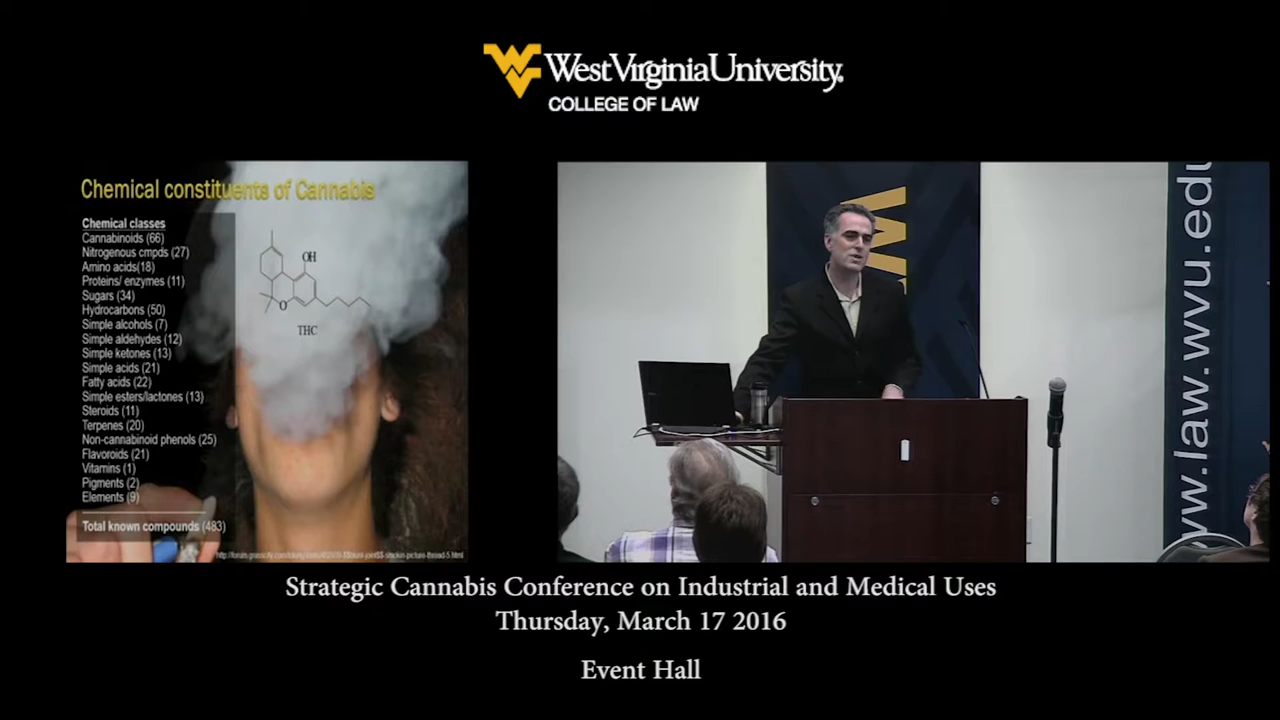 WestVirginiaUniversity®
COLLEGE OF LAW
Chemical constituents of Cannabis
Chemical classes
Cannabinoids (66)
Nitrogenous cmpds (27)
Amino acids(18)
Proteins/ enzymes (11)
Sugars (34)
Hydrocarbons (50)
Simple alcohols (7)
Simple aldehydes (12)
Simple ketones (13)
Simple acids (21)
Fatty acids (22)
Simple esters/lactones (13)
Steroids (11)
Terpenes (20)
Non-cannabinoid phenols (25)
Flavoroids (21)
Vitamins (1)
Pigments (2)
Elements (9)
Total known compounds (483)
OH
O
THC
www.law.wvu.edu
Strategic Cannabis Conference on Industrial and Medical Uses
Thursday, March 17 2016
Event Hall